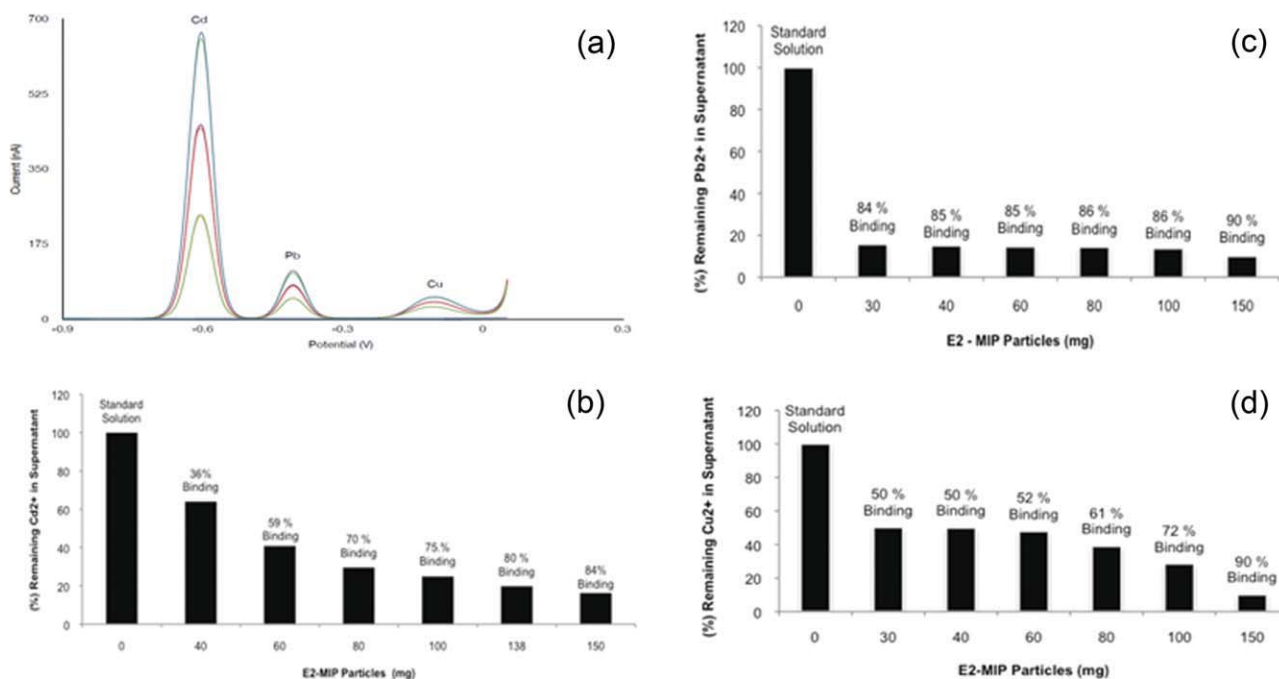 (a)
700
525
350
175
0
Current (nA)
Cd
Pb
Cu
-0.9
-0.6
-0.3
0
0.3
Potential (V)
(b)
(%) Remaining Cd2+ in Supernatant
120
100
80
60
40
20
0
Standard
Solution
36%
Binding
59 %
Binding
70 %
Binding
75.%
Binding
80 %
Binding
84%
Binding
0
40
60
80
100
138
150
E2-MIP Particles (mg)
(c)
(%) Remaining Pb2+ in Supernatant
120
100
80
60
40
20
0
Standard
Solution
84 %
Binding
85 %
Binding
85 %
Binding
86 %
Binding
86 %
Binding
90 %
Binding
0
30
40
60
80
100
150
E2 - MIP Particles (mg)
(d)
(%) Remaining Cu2+ in Supernatant
120
100
80
60
40
20
0
Standard
Solution
50 %
Binding
50 %
Binding
52 %
Binding
61 %
Binding
72 %
Binding
90 %
Binding
0
30
40
60
80
100
150
E2-MIP Particles (mg)